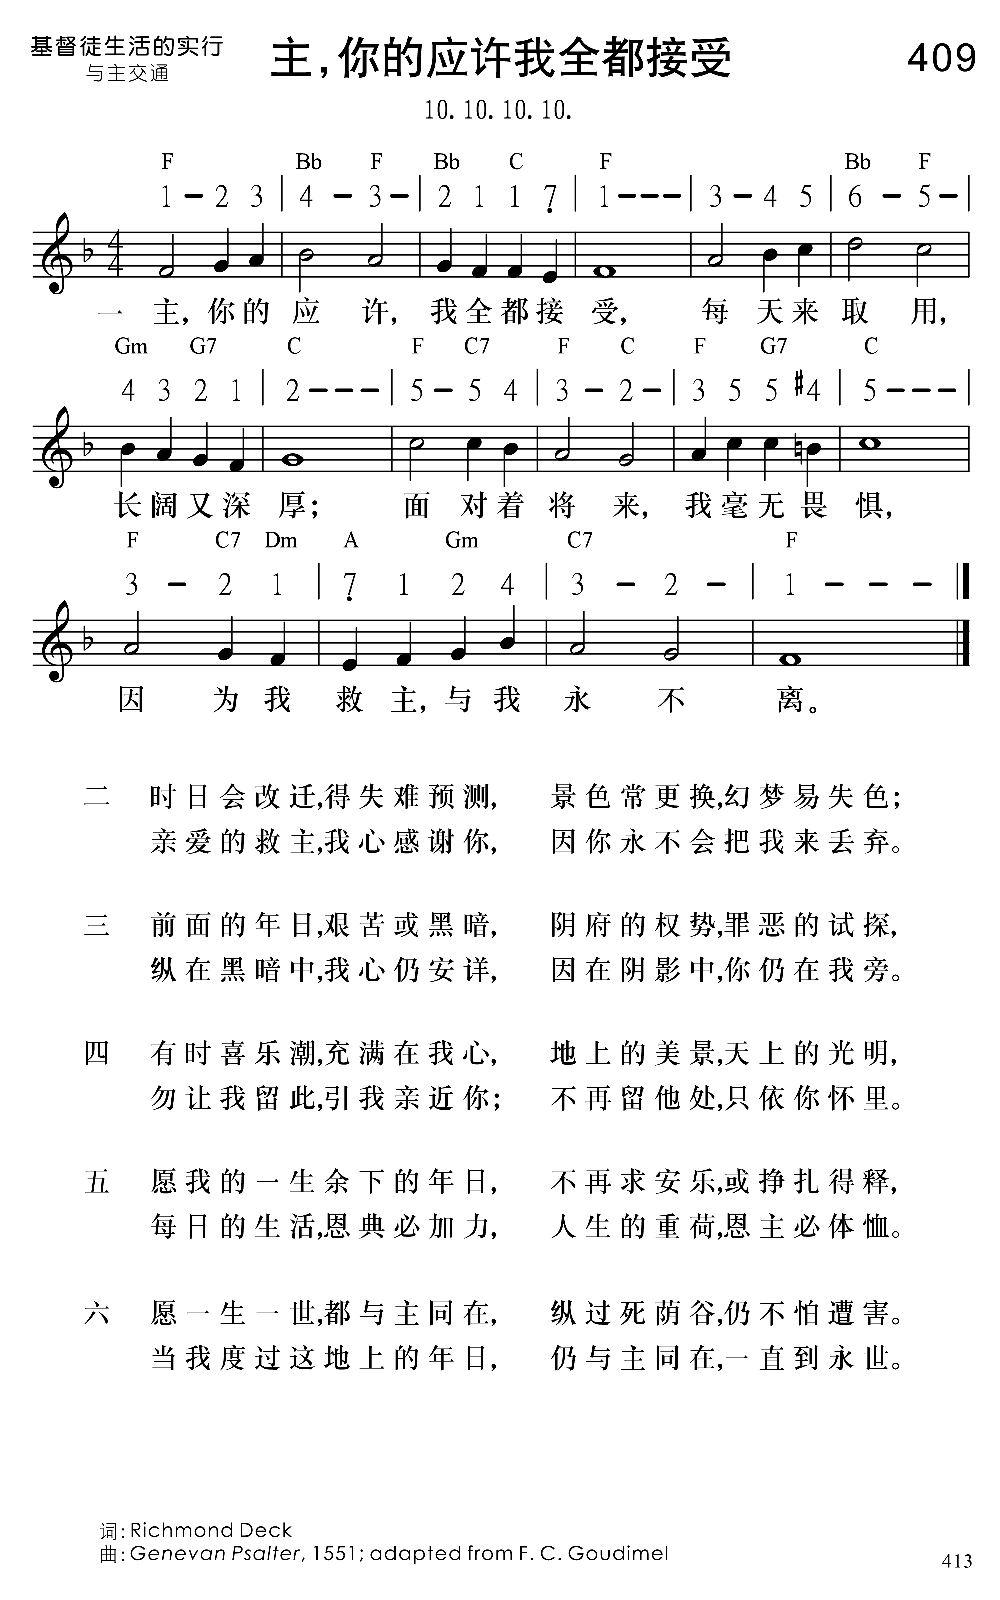 基督徒生活的实行
与主交通
主,你的应许我全都接受
409
10. 10. 10. 10.
F Bb F Bb C F Bb F
1 - 2 3 | 4 - 3 - | 2 1 1 7̣ | 1 - - - | 3 - 4 5 | 6 - 5 - |
4/4
一 主, 你的 应 许, 我全都接 受, 每 天来 取 用,
Gm G7 C F C7 F C F G7 C
4 3 2 1 | 2 - - - | 5 - 5 4 | 3 - 2 - | 3 5 5 #4 | 5 - - - |
长阔又深 厚; 面 对着 将 来, 我毫无畏 惧,
F C7 Dm A Gm C7 F
3 - 2 1 | 7̣ 1 2 4 | 3 - 2 - | 1 - - - ||
因 为我 救 主, 与我 永 不 离。
二 时日会改迁,得失难预测, 景色常更换,幻梦易失色;
亲爱的救主,我心感谢你, 因你永不会把我来丢弃。
三 前面的年日,艰苦或黑暗, 阴府的权势,罪恶的试探,
纵在黑暗中,我心仍安详, 因在阴影中,你仍在我旁。
四 有时喜乐潮,充满在我心, 地上的美景,天上的光明,
勿让我留此,引我亲近你; 不再留他处,只依你怀里。
五 愿我的一生余下的年日, 不再求安乐,或挣扎得释,
每日的生活,恩典必加力, 人生的重荷,恩主必体恤。
六 愿一生一世,都与主同在, 纵过死荫谷,仍不怕遭害。
当我度过这地上的年日, 仍与主同在,一直到永世。
词: Richmond Deck
曲: Genevan Psalter, 1551; adapted from F. C. Goudimel
413